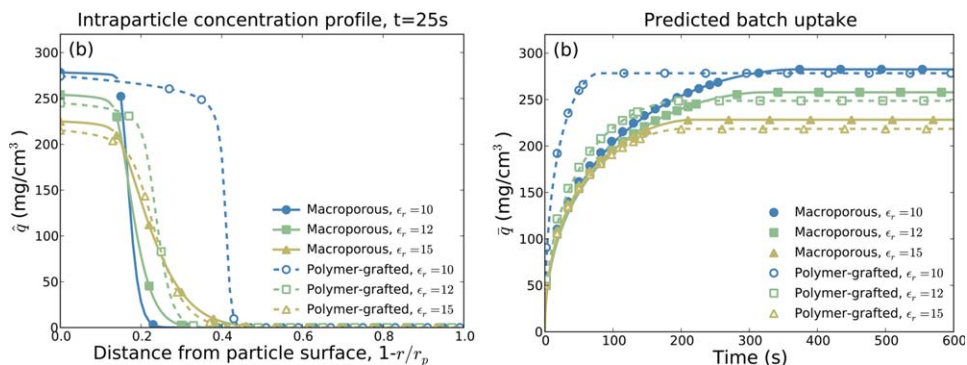 Intraparticle concentration profile, t=25s
(b)
300
250
200
150
100
50
0
q̂ (mg/cm³)
Macroporous, ϵr=10
Macroporous, ϵr=12
Macroporous, ϵr=15
Polymer-grafted, ϵr=10
Polymer-grafted, ϵr=12
Polymer-grafted, ϵr=15
0.0 0.2 0.4 0.6 0.8 1.0
Distance from particle surface, 1-r/rp
Predicted batch uptake
(b)
300
250
200
150
100
50
0
q̄ (mg/cm³)
Macroporous, ϵr=10
Macroporous, ϵr=12
Macroporous, ϵr=15
Polymer-grafted, ϵr=10
Polymer-grafted, ϵr=12
Polymer-grafted, ϵr=15
0 100 200 300 400 500 600
Time (s)